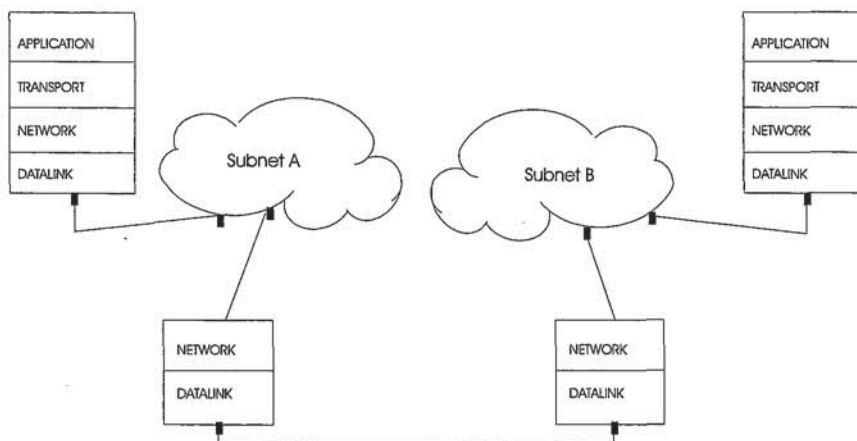 APPLICATION
TRANSPORT
NETWORK
DATALINK
Subnet A
Subnet B
APPLICATION
TRANSPORT
NETWORK
DATALINK
NETWORK
DATALINK
NETWORK
DATALINK